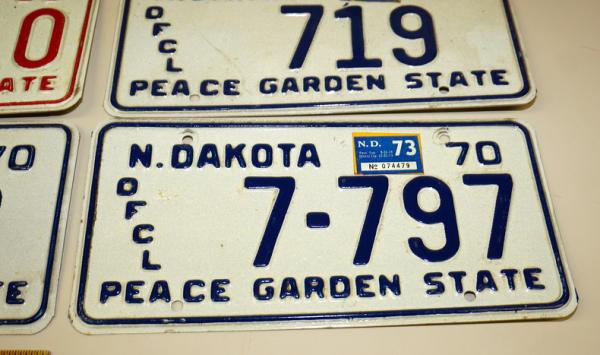 0
ATE
OFCL
719
PEACE GARDEN STATE
70
E
N. DAKOTA
N.D. 73
No 074479
70
OFCL
7-797
PEACE GARDEN STATE